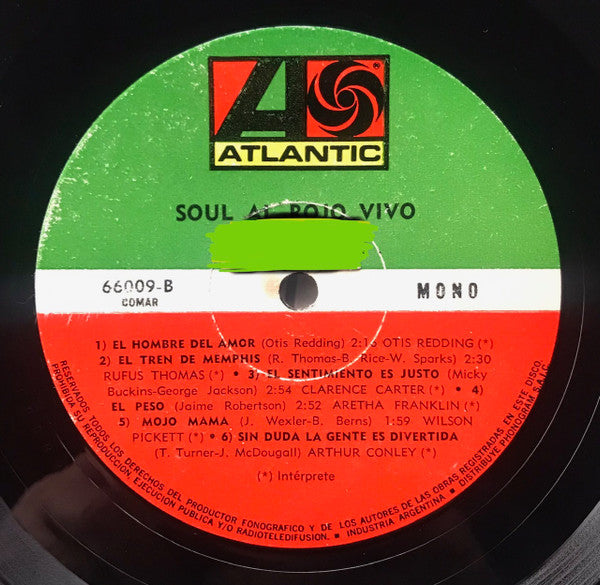 ATLANTIC
®
SOUL AL ROJO VIVO
66009-B
COMAR
MONO
1) EL HOMBRE DEL AMOR (Otis Redding) 2:16 OTIS REDDING (*)
2) EL TREN DE MEMPHIS (R. Thomas-B. Rice-W. Sparks) 2:30
RUFUS THOMAS (*) • 3) EL SENTIMIENTO ES JUSTO (Micky
Buckins-George Jackson) 2:54 CLARENCE CARTER (*) • 4)
EL PESO (Jaime Robertson) 2:52 ARETHA FRANKLIN (*) •
5) MOJO MAMA (J. Wexler-B. Berns) 1:59 WILSON
PICKETT (*) • 6) SIN DUDA LA GENTE ES DIVERTIDA
(T. Turner-J. McDougall) ARTHUR CONLEY (*)
(*) Intérprete
RESERVADOS TODOS LOS DERECHOS DEL PRODUCTOR FONOGRAFICO Y DE LOS AUTORES DE LAS OBRAS REGISTRADAS EN ESTE DISCO.
PROHIBIDA SU REPRODUCCION, EJECUCION PUBLICA Y/O RADIOTELEDIFUSION. • INDUSTRIA ARGENTINA • DISTRIBUYE PHONOGRAM S.A.I.C.